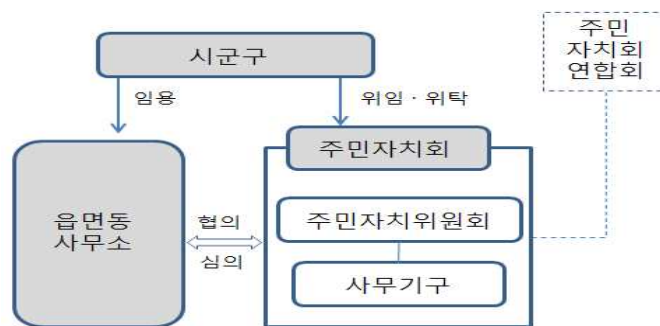 시군구
주민
자치회
연합회
임용
위임 · 위탁
주민자치회
읍면동
사무소
협의
심의
주민자치위원회
사무기구